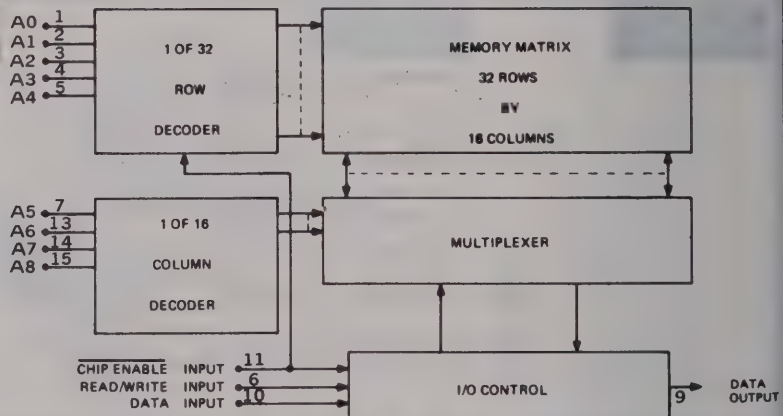 A0 1
A1 2
A2 3
A3 4
A4 5
1 OF 32
ROW
DECODER
MEMORY MATRIX
32 ROWS
BY
16 COLUMNS
A5 7
A6 13
A7 14
A8 15
1 OF 16
COLUMN
DECODER
MULTIPLEXER
CHIP ENABLE INPUT 11
READ/WRITE INPUT 6
DATA INPUT 10
I/O CONTROL
9
DATA
OUTPUT